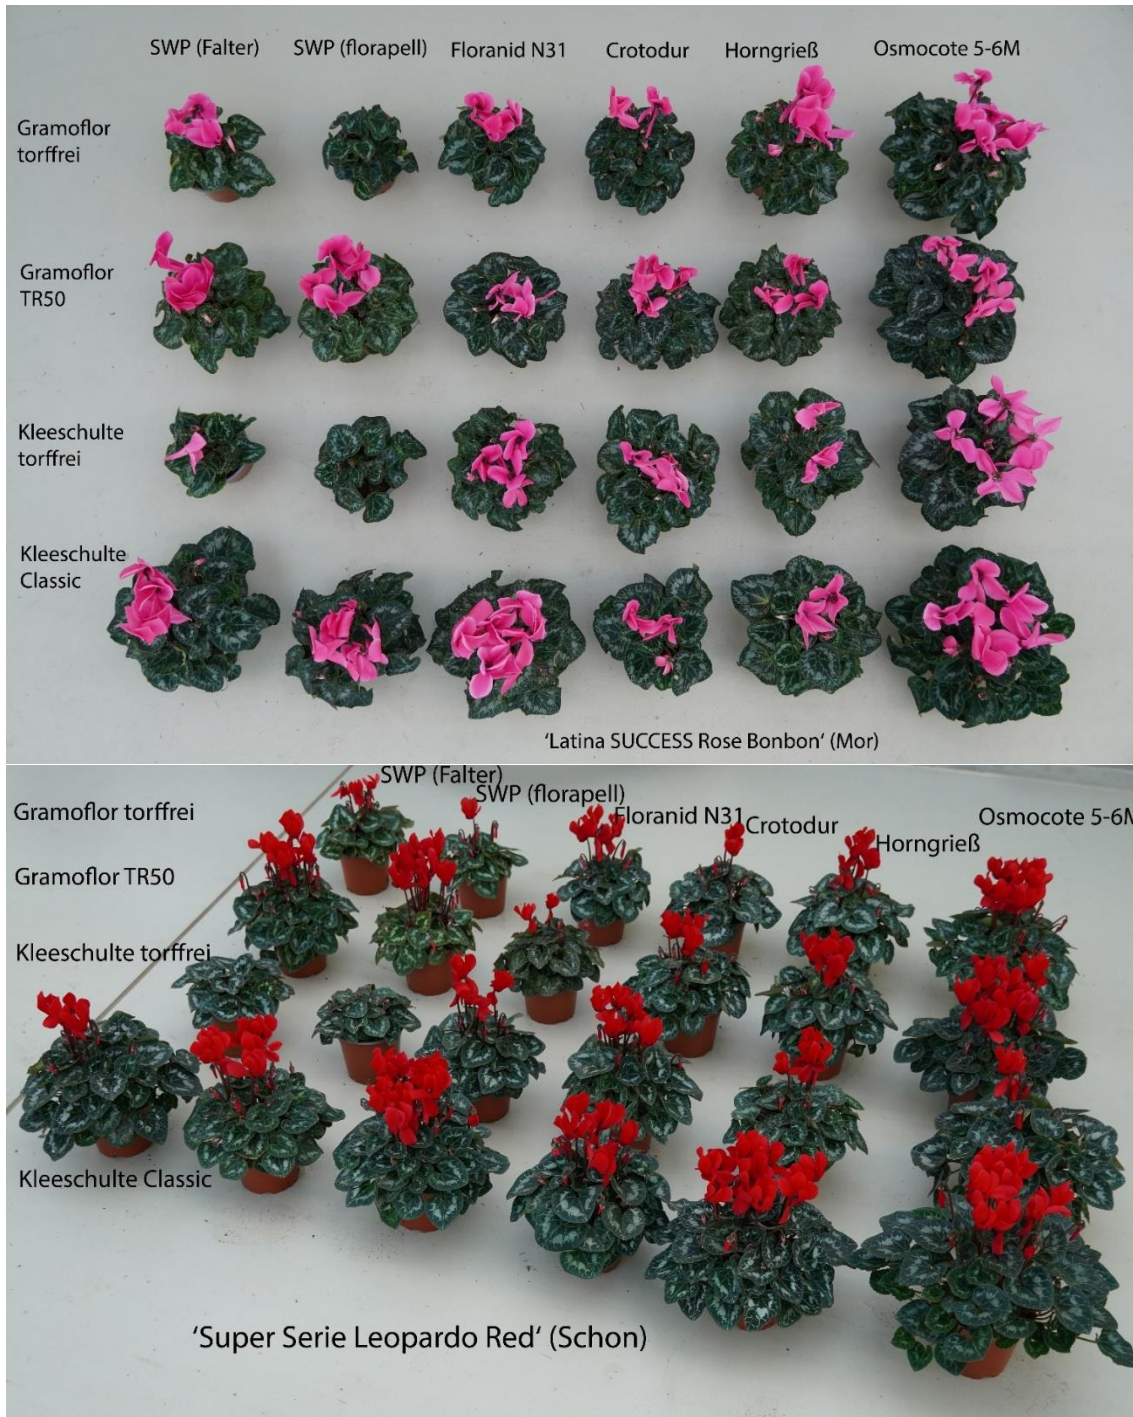 SWP (Falter)
SWP (florapell)
Floranid N31
Crotodur
Horngrieß
Osmocote 5-6M
Gramoflor
torffrei
Gramoflor
TR50
Kleeschulte
torffrei
Kleeschulte
Classic
'Latina SUCCESS Rose Bonbon' (Mor)
SWP (Falter)
SWP (florapell)
Floranid N31
Crotodur
Horngrieß
Osmocote 5-6M
Gramoflor torffrei
Gramoflor TR50
Kleeschulte torffrei
Kleeschulte Classic
'Super Serie Leopardo Red' (Schon)